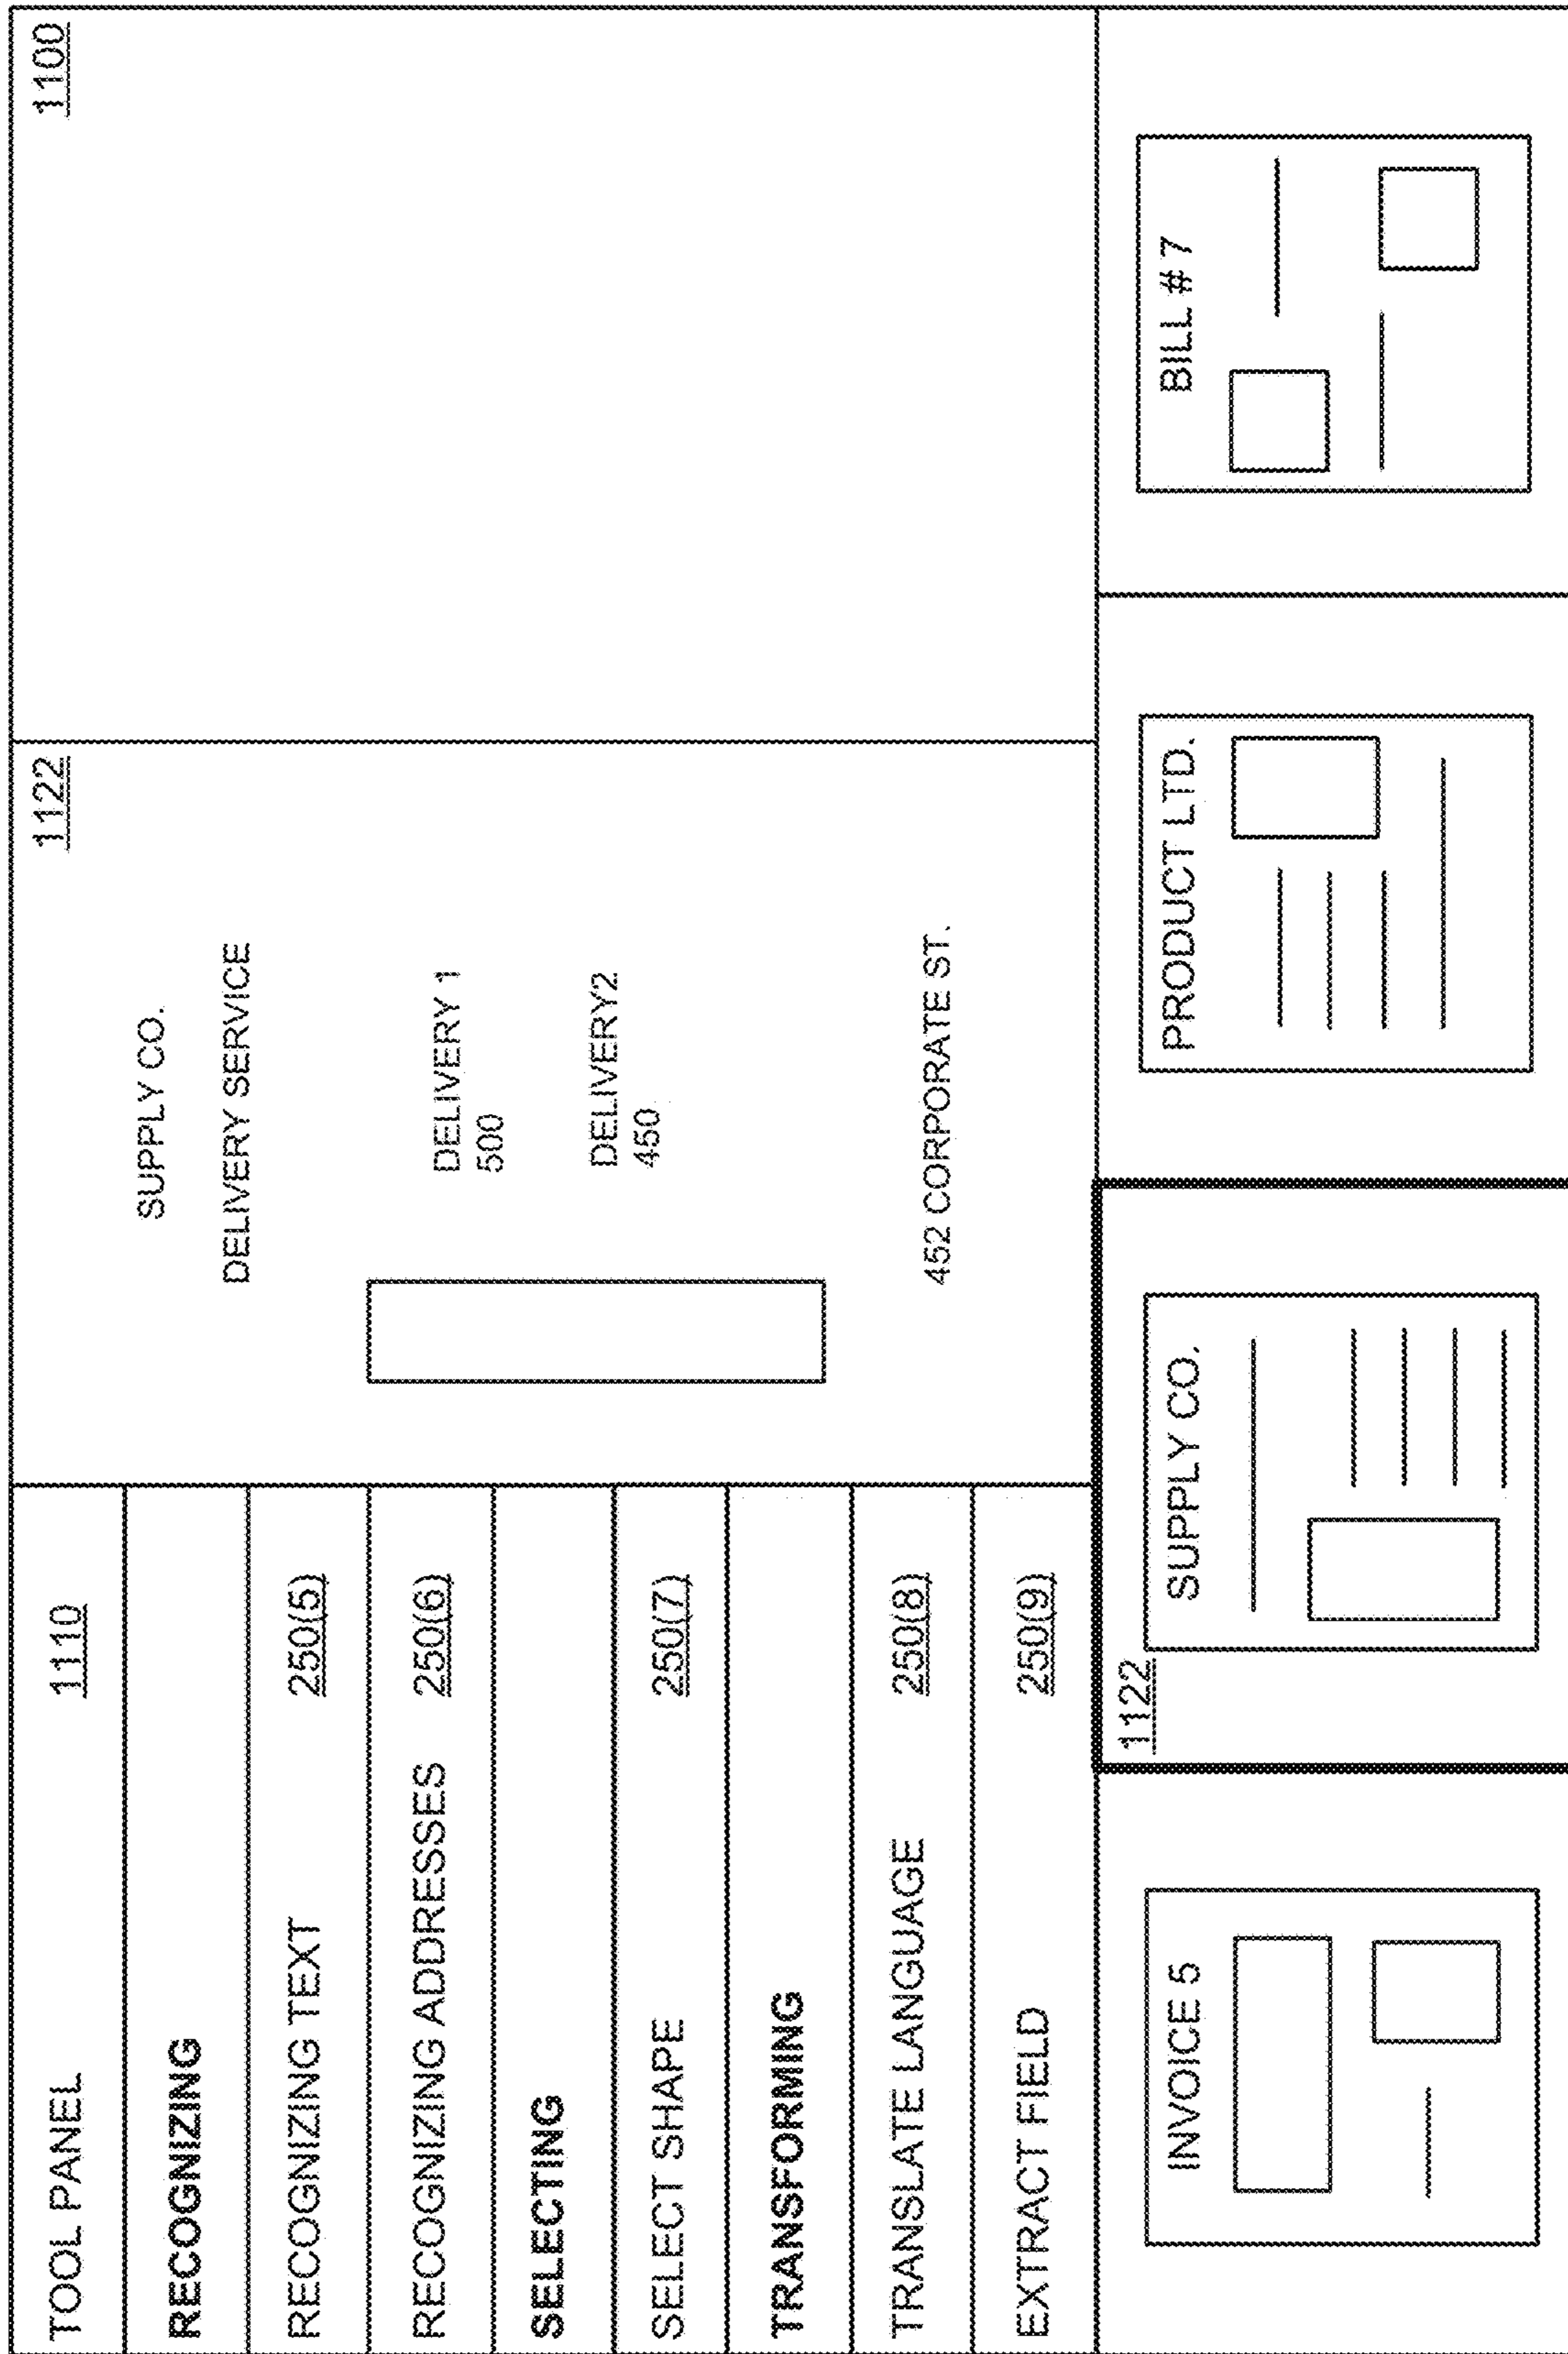 TOOL PANEL 1110
RECOGNIZING
RECOGNIZING TEXT 250(5)
RECOGNIZING ADDRESSES 250(6)
SELECTING
SELECT SHAPE 250(7)
TRANSFORMING
TRANSLATE LANGUAGE 250(8)
EXTRACT FIELD 250(9)
1122
SUPPLY CO.
DELIVERY SERVICE
DELIVERY 1
500
DELIVERY2
450
452 CORPORATE ST.
1100
INVOICE 5
1122
SUPPLY CO.
PRODUCT LTD.
BILL # 7